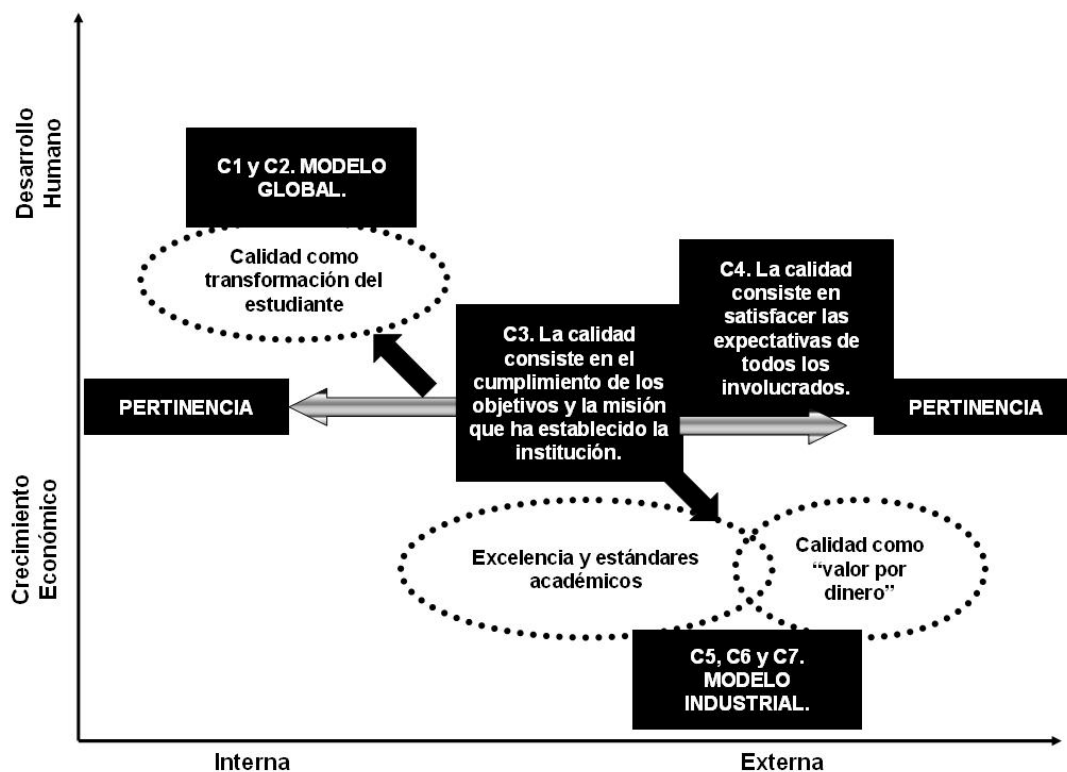 Desarrollo
Humano
C1 y C2. MODELO
GLOBAL.
Calidad como
transformación del
estudiante
C4. La calidad
consiste en
satisfacer las
expectativas de
todos los
involucrados.
C3. La calidad
consiste en el
cumplimiento de los
objetivos y la misión
que ha establecido la
institución.
PERTINENCIA
PERTINENCIA
Crecimiento
Económico
Excelencia y estándares
académicos
Calidad como
“valor por
dinero”
C5, C6 y C7.
MODELO
INDUSTRIAL.
Interna
Externa